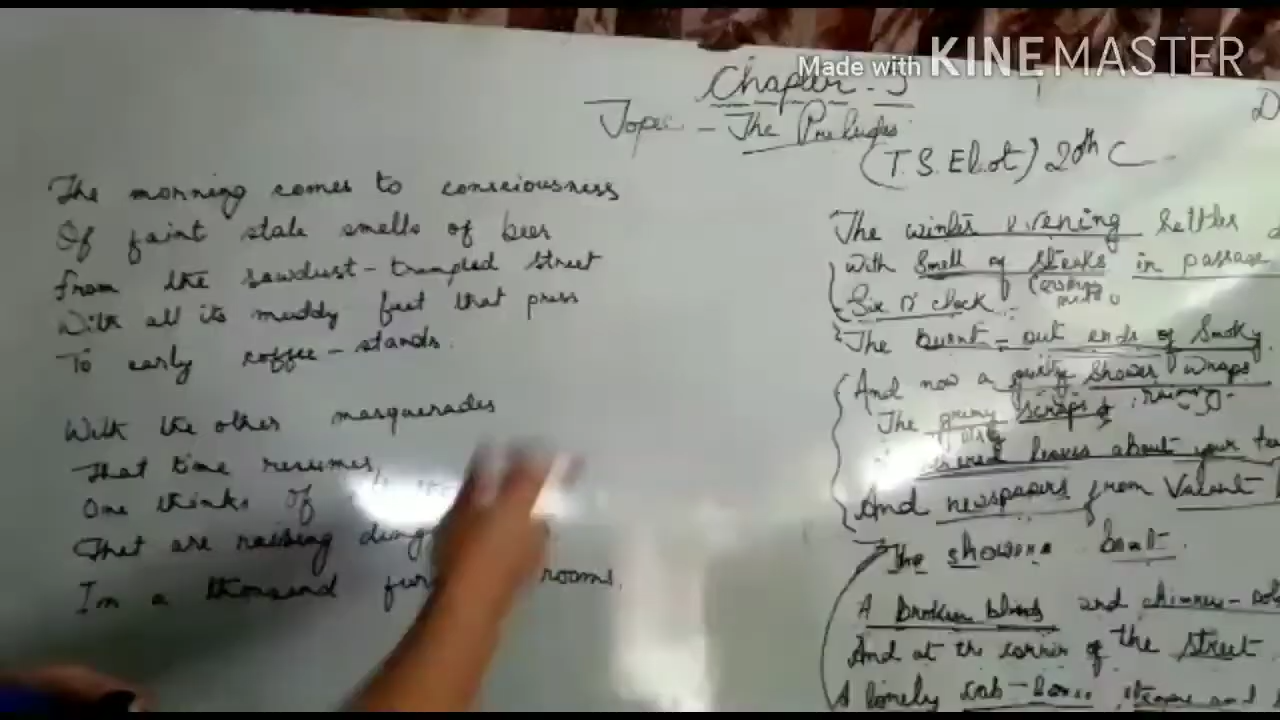 Made with KINEMASTER
Chapter - 5
Topic - The Preludes
(T.S. Eliot) 20th C
D
The morning comes to consciousness
Of faint stale smells of beer
From the sawdust-trampled street
With all its muddy feet that press
To early coffee-stands.
With the other masquerades
That time resumes,
One thinks of
That are raising ding
In a thousand fur rooms.
The winter evening settles d
With smell of steaks in passage
Six O'clock.
The burnt-out ends of smoky
And now a gusty shower wraps
The grimy scraps
leaves about your
And newspapers from vacant
The showers beat
A broken blinds and chimney-
And at the corner of the street
A lonely cab-horse steams and